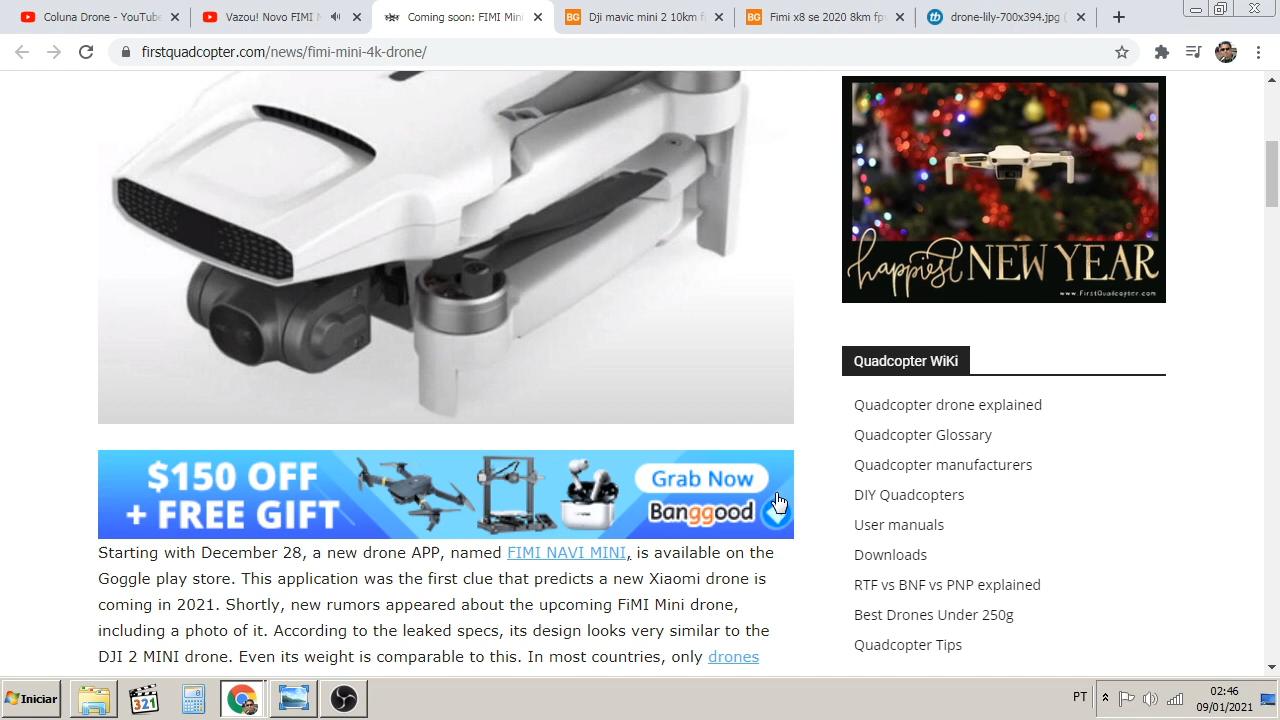 Coluna Drone - YouTube
Vazou! Novo FIMI M
Coming soon: FIMI Mini
Dji mavic mini 2 10km f
Fimi x8 se 2020 8km fpv
drone-lily-700x394.jpg (
firstquadcopter.com/news/fimi-mini-4k-drone/
happiest NEW YEAR
www.FirstQuadcopter.com
Quadcopter WiKi
Quadcopter drone explained
Quadcopter Glossary
Quadcopter manufacturers
DIY Quadcopters
User manuals
Downloads
RTF vs BNF vs PNP explained
Best Drones Under 250g
Quadcopter Tips
$150 OFF
+ FREE GIFT
Grab Now
Banggood
Starting with December 28, a new drone APP, named FIMI NAVI MINI, is available on the
Goggle play store. This application was the first clue that predicts a new Xiaomi drone is
coming in 2021. Shortly, new rumors appeared about the upcoming FiMI Mini drone,
including a photo of it. According to the leaked specs, its design looks very similar to the
DJI 2 MINI drone. Even its weight is comparable to this. In most countries, only drones
Iniciar
321
PT
02:46
09/01/2021